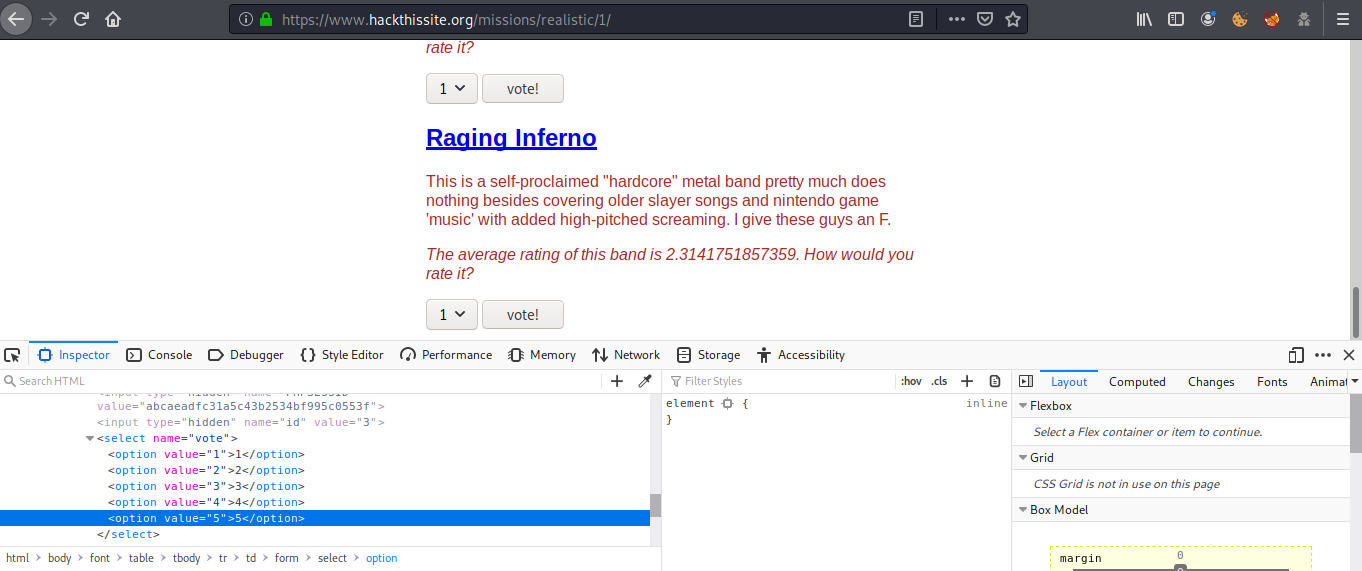 https://www.hackthissite.org/missions/realistic/1/
rate it?
1 vote!
Raging Inferno
This is a self-proclaimed "hardcore" metal band pretty much does
nothing besides covering older slayer songs and nintendo game
'music' with added high-pitched screaming. I give these guys an F.
The average rating of this band is 2.3141751857359. How would you
rate it?
1 vote!
Inspector Console Debugger Style Editor Performance Memory Network Storage Accessibility
Search HTML
value="abcaeadfc31a5c43b2534bf995c0553f">
<input type="hidden" name="id" value="3">
<select name="vote">
<option value="1">1</option>
<option value="2">2</option>
<option value="3">3</option>
<option value="4">4</option>
<option value="5">5</option>
</select>
html > body > font > table > tbody > tr > td > form > select > option
Filter Styles :hov .cls
element { inline
}
Layout Computed Changes Fonts Animat
Flexbox
Select a Flex container or item to continue.
Grid
CSS Grid is not in use on this page
Box Model
margin 0